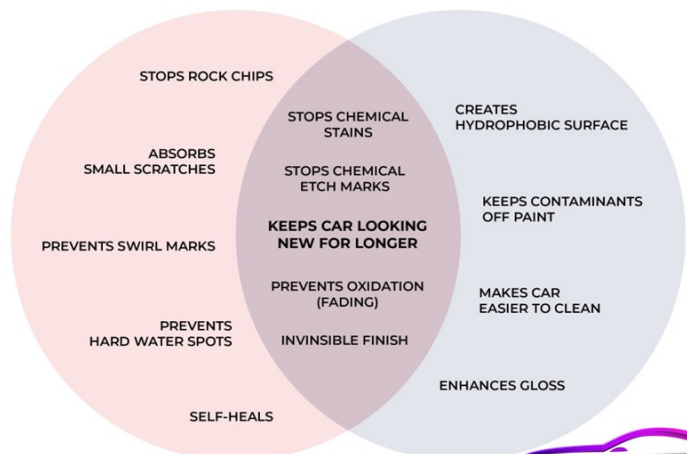 STOPS ROCK CHIPS
ABSORBS
SMALL SCRATCHES
PREVENTS SWIRL MARKS
PREVENTS
HARD WATER SPOTS
SELF-HEALS
STOPS CHEMICAL
STAINS
STOPS CHEMICAL
ETCH MARKS
KEEPS CAR LOOKING
NEW FOR LONGER
PREVENTS OXIDATION
(FADING)
INVINSIBLE FINISH
CREATES
HYDROPHOBIC SURFACE
KEEPS CONTAMINANTS
OFF PAINT
MAKES CAR
EASIER TO CLEAN
ENHANCES GLOSS